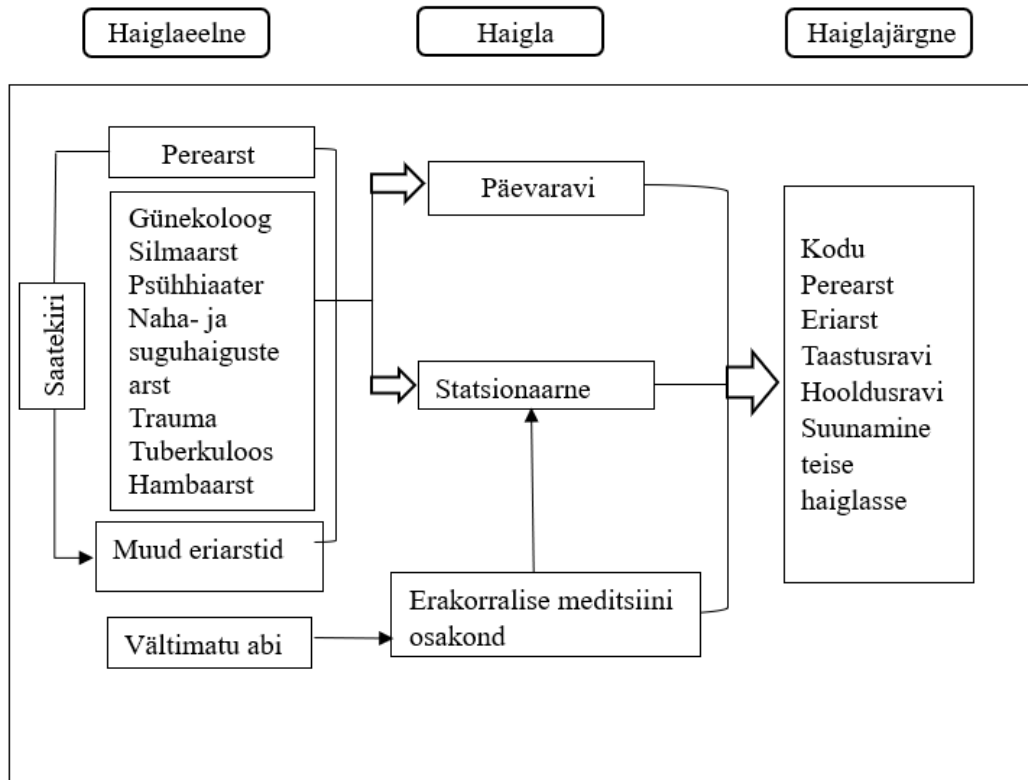 Haiglaeelne
Haigla
Haiglajärgne
Perearst
Günekoloog
Silmaarst
Psühhiaater
Naha- ja
suguhaiguste
arst
Trauma
Tuberkuloos
Hambaarst
Saatekiri
Muud eriarstid
Vältimatu abi
Päevaravi
Statsionaarne
Erakorralise meditsiini
osakond
Kodu
Perearst
Eriarst
Taastusravi
Hooldusravi
Suunamine
teise
haiglasse